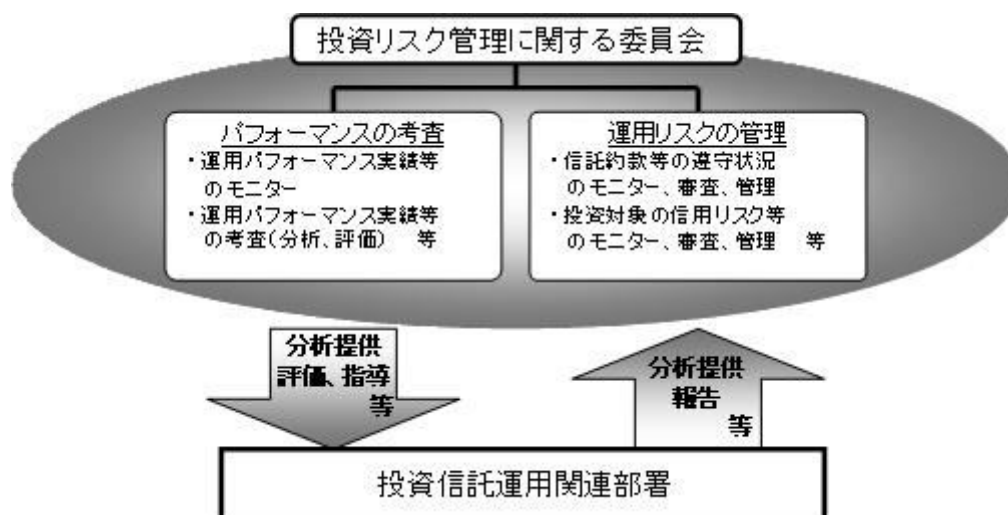 投資リスク管理に関する委員会
パフォーマンスの考査
・運用パフォーマンス実績等
のモニター
・運用パフォーマンス実績等
の考査(分析、評価) 等
運用リスクの管理
・信託約款等の遵守状況
のモニター、審査、管理
・投資対象の信用リスク等
のモニター、審査、管理 等
分析提供
評価、指導
等
分析提供
報告
等
投資信託運用関連部署